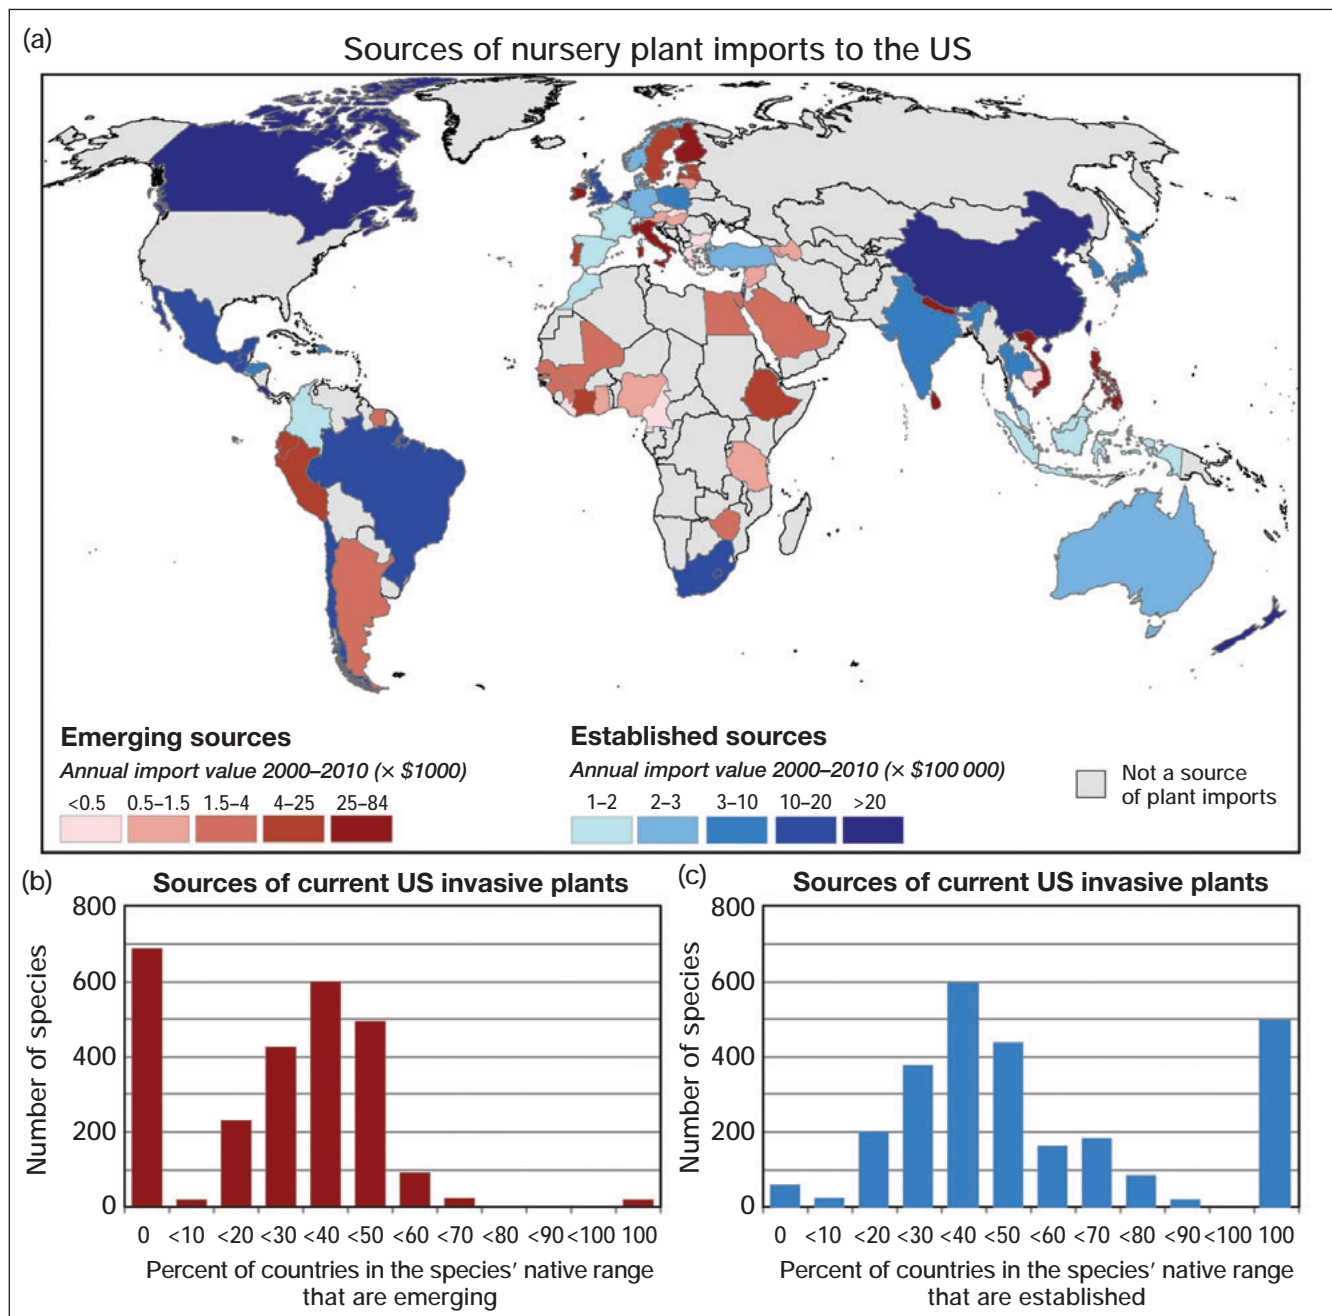 (a)
Sources of nursery plant imports to the US
Emerging sources
Annual import value 2000–2010 (× $1000)
<0.5 0.5–1.5 1.5–4 4–25 25–84
Established sources
Annual import value 2000–2010 (× $100 000)
1–2 2–3 3–10 10–20 >20
Not a source
of plant imports
(b)
Sources of current US invasive plants
Number of species
800
600
400
200
0
0 <10 <20 <30 <40 <50 <60 <70 <80 <90 <100 100
Percent of countries in the species’ native range
that are emerging
(c)
Sources of current US invasive plants
Number of species
800
600
400
200
0
0 <10 <20 <30 <40 <50 <60 <70 <80 <90 <100 100
Percent of countries in the species’ native range
that are established